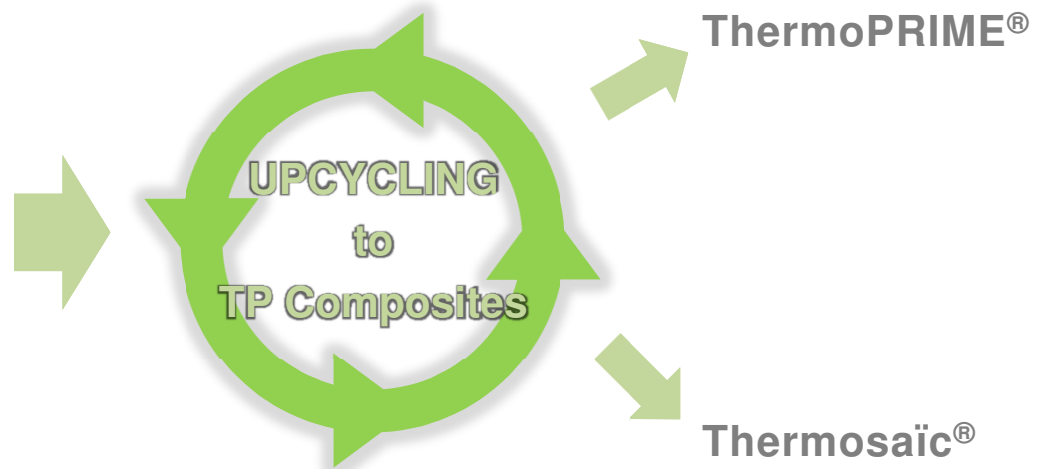 ThermoPRIME®
UPCYCLING
to
TP Composites
Thermosaïc®